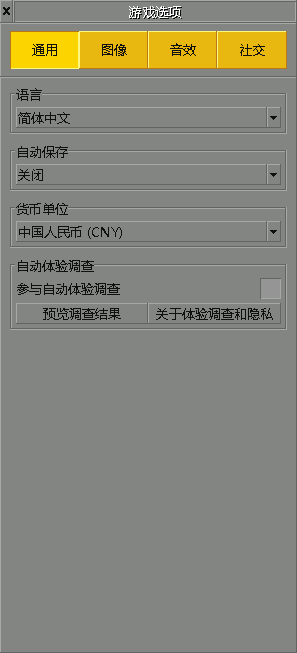 游戏选项
通用 图像 音效 社交
语言
简体中文
自动保存
关闭
货币单位
中国人民币 (CNY)
自动体验调查
参与自动体验调查
预览调查结果 关于体验调查和隐私